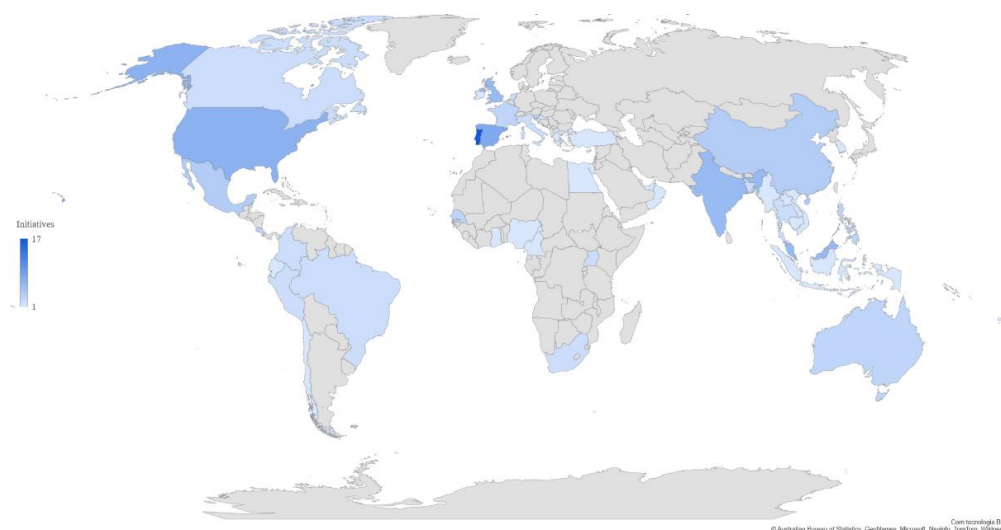 Initiatives
17
1
Com tecnologia B
© Australian Bureau of Statistics, GeoNames, Microsoft, Navinfo, TomTom, Wikipe